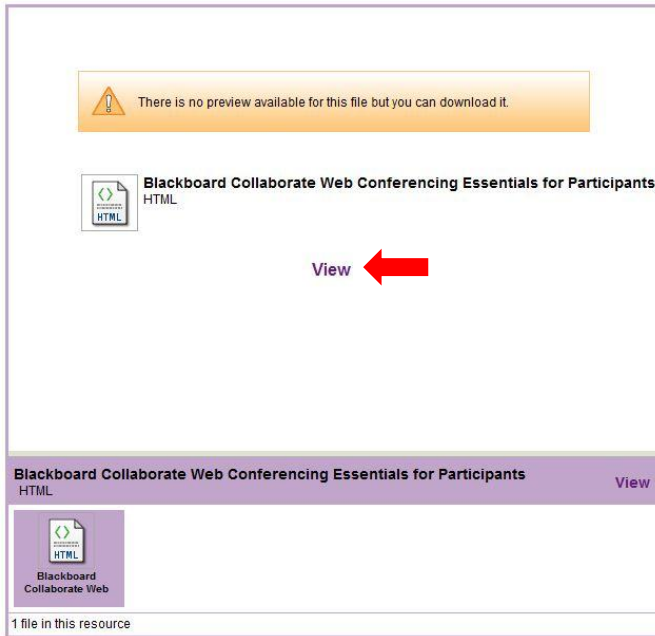 There is no preview available for this file but you can download it.
Blackboard Collaborate Web Conferencing Essentials for Participants
HTML
HTML
View
Blackboard Collaborate Web Conferencing Essentials for Participants
HTML
View
HTML
Blackboard
Collaborate Web
1 file in this resource